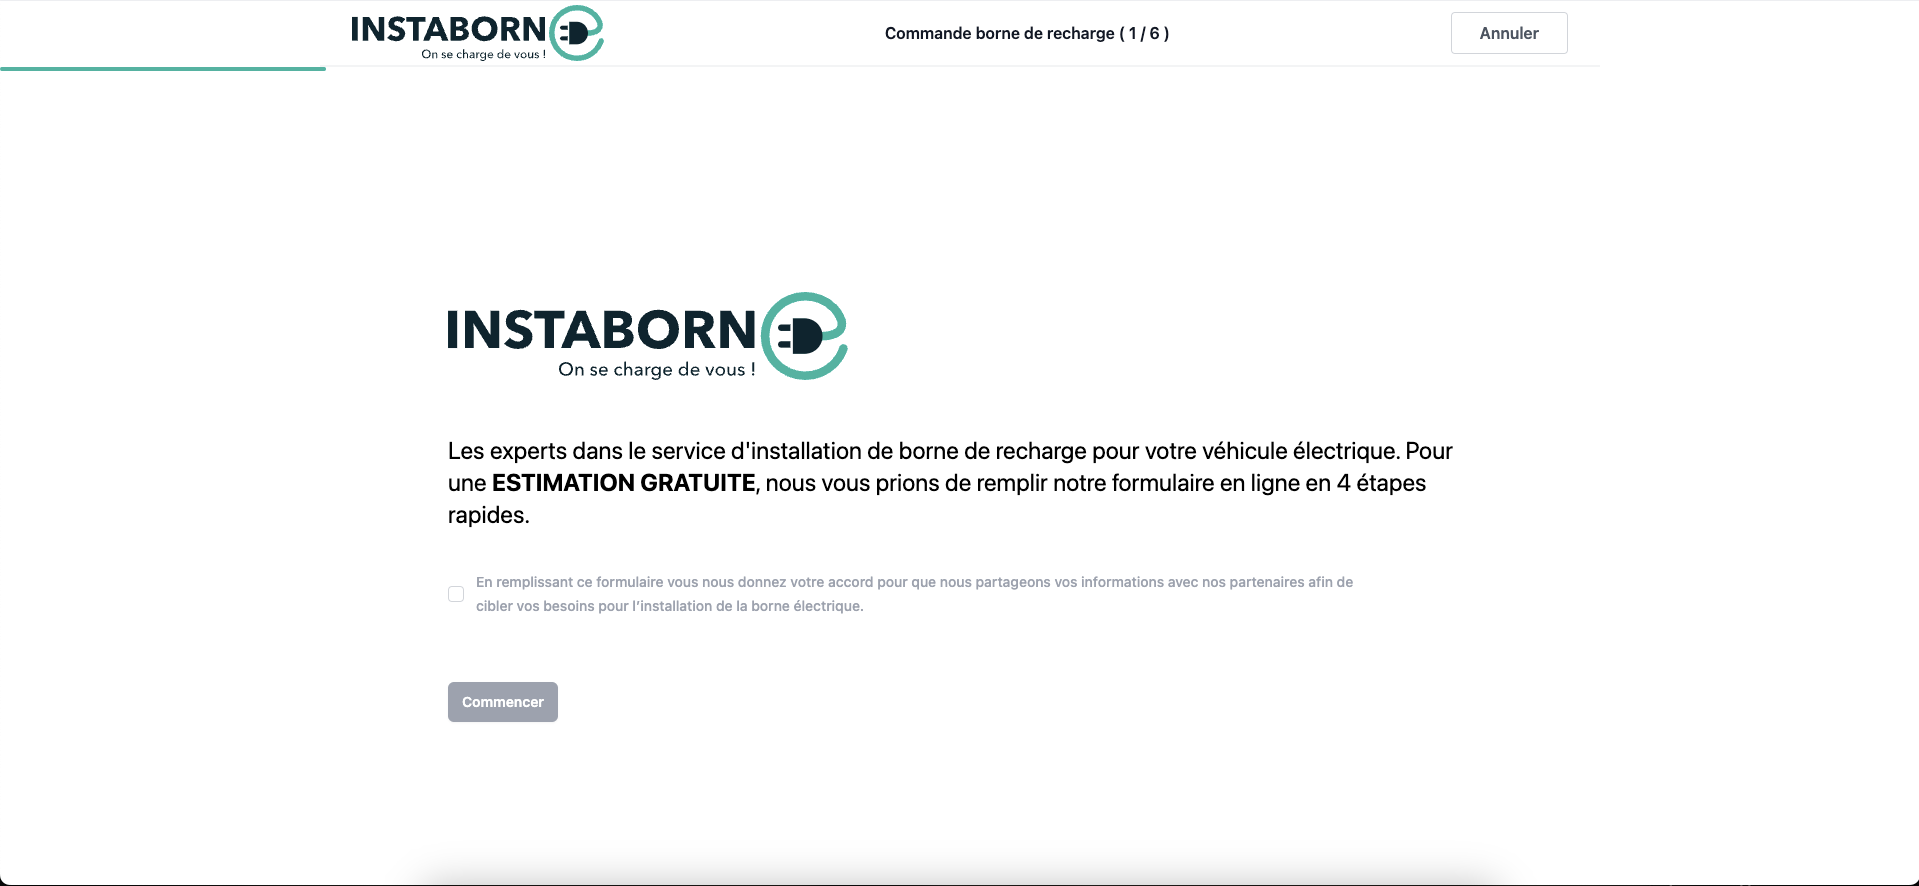 INSTABORNe
On se charge de vous !
Commande borne de recharge ( 1 / 6 )
Annuler
INSTABORNe
On se charge de vous !
Les experts dans le service d'installation de borne de recharge pour votre véhicule électrique. Pour
une ESTIMATION GRATUITE, nous vous prions de remplir notre formulaire en ligne en 4 étapes
rapides.
En remplissant ce formulaire vous nous donnez votre accord pour que nous partageons vos informations avec nos partenaires afin de
cibler vos besoins pour l’installation de la borne électrique.
Commencer